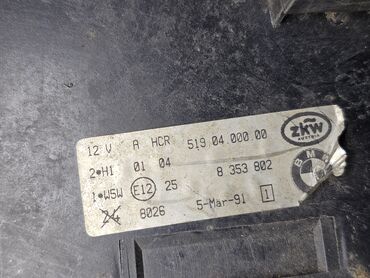 12 V A HCR 519 04.000 00
zkw
AUSTRIA
2•H1 01 04 8 353 802
1•W5W E12 25
BM
8026 5-Mar-91 1